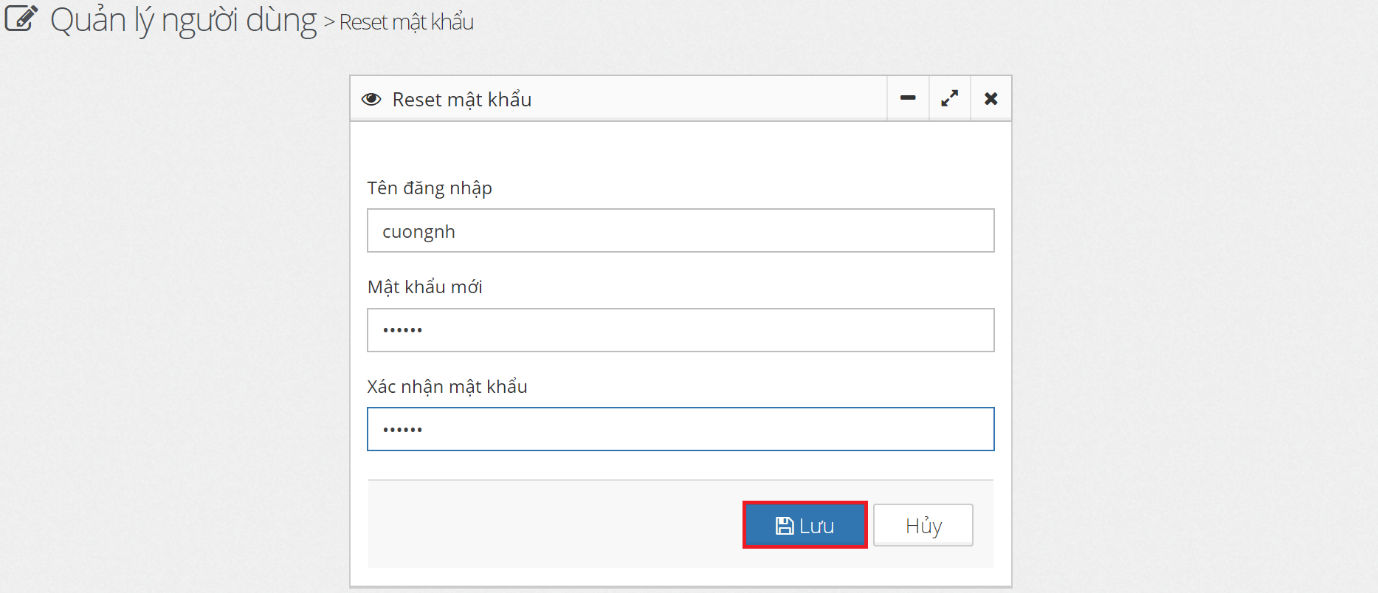 Quản lý người dùng > Reset mật khẩu
Reset mật khẩu
Tên đăng nhập
cuongnh
Mật khẩu mới
••••••
Xác nhận mật khẩu
••••••
Lưu
Hủy